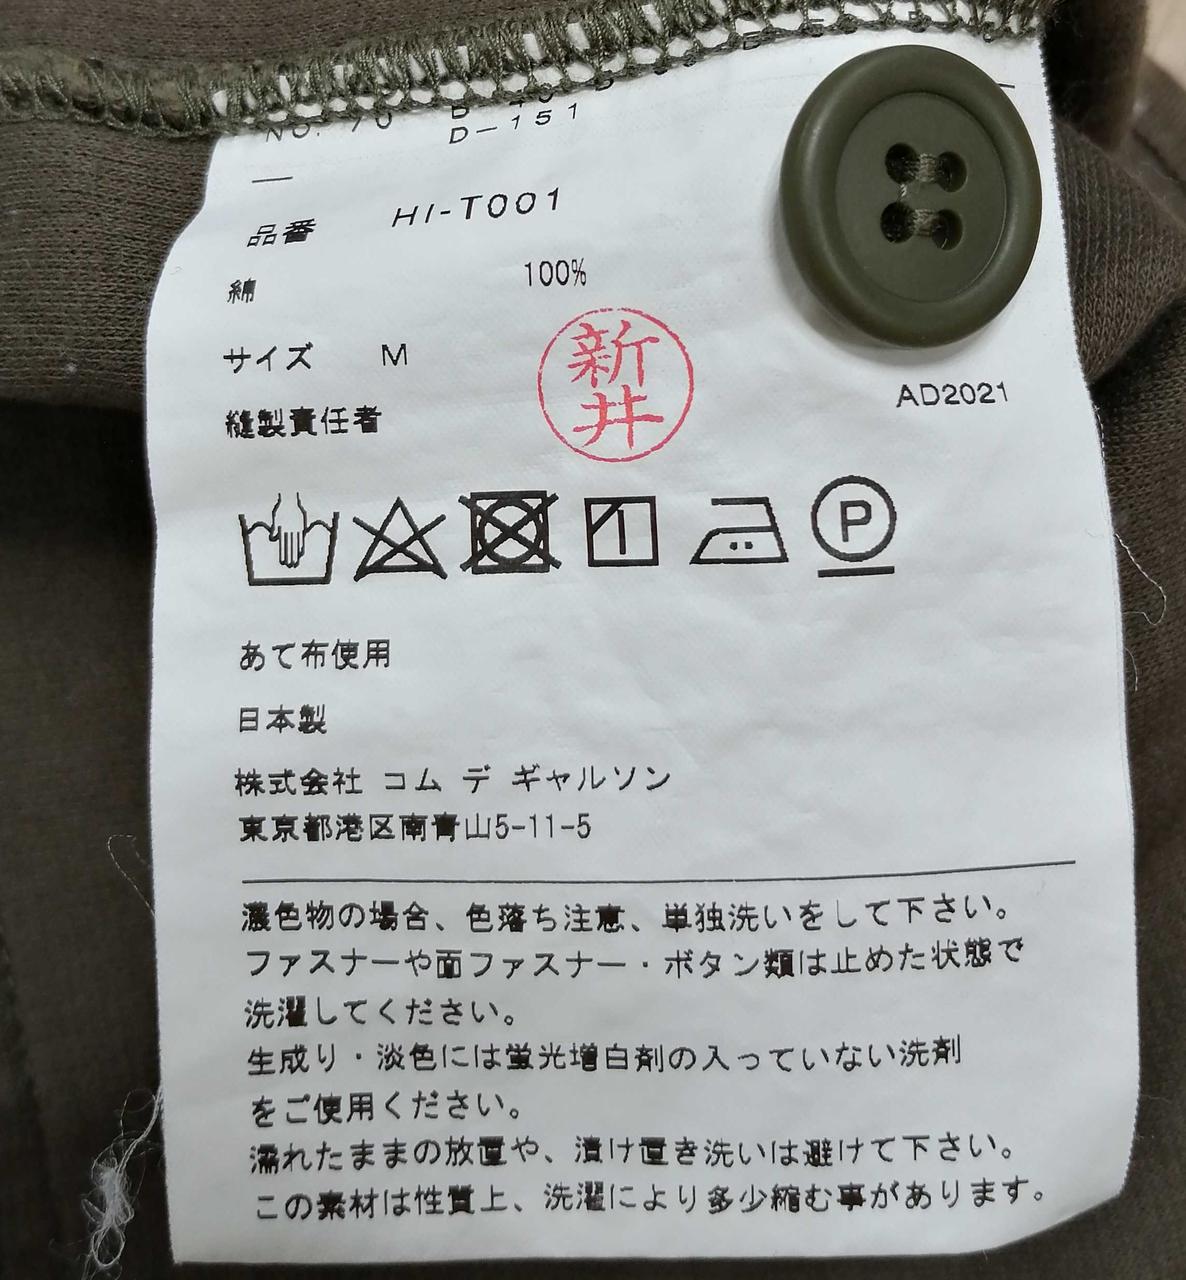 NO. 70
D-151
品番 HI-T001
綿 100%
サイズ M
縫製責任者
新井
AD2021
P
あて布使用
日本製
株式会社 コム デ ギャルソン
東京都港区南青山5-11-5
濃色物の場合、色落ち注意、単独洗いをして下さい。
ファスナーや面ファスナー・ボタン類は止めた状態で
洗濯してください。
生成り・淡色には蛍光増白剤の入っていない洗剤
をご使用ください。
濡れたままの放置や、漬け置き洗いは避けて下さい。
この素材は性質上、洗濯により多少縮む事があります。